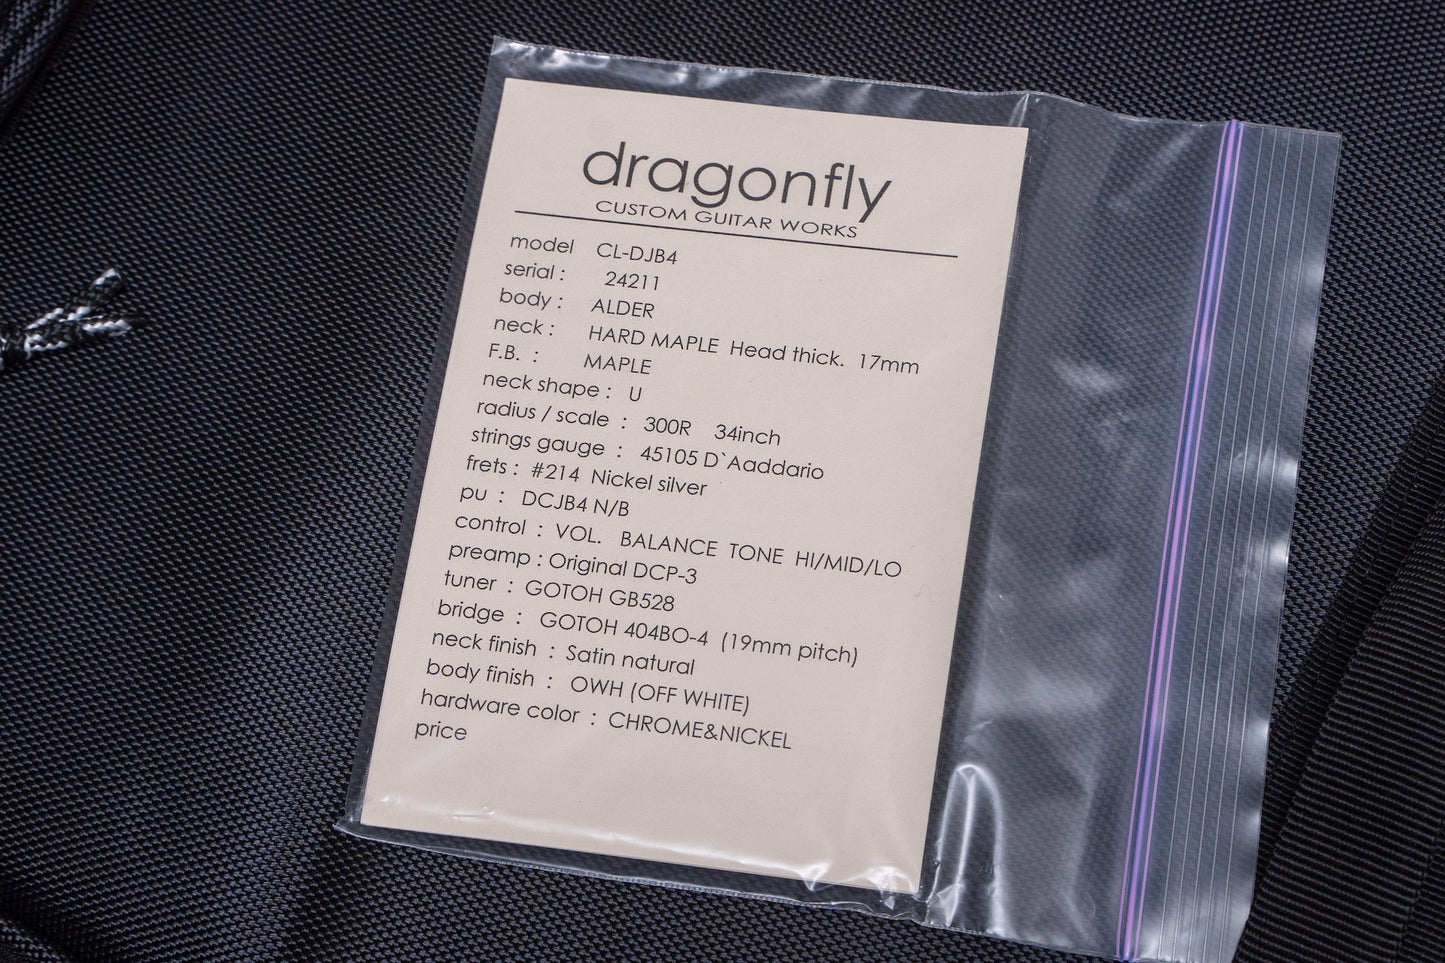 dragonfly
CUSTOM GUITAR WORKS
model CL-DJB4
serial : 24211
body : ALDER
neck : HARD MAPLE Head thick. 17mm
F.B. : MAPLE
neck shape : U
radius / scale : 300R 34inch
strings gauge : 45105 D`Aaddario
frets : #214 Nickel silver
pu : DCJB4 N/B
control : VOL. BALANCE TONE HI/MID/LO
preamp : Original DCP-3
tuner : GOTOH GB528
bridge : GOTOH 404BO-4 (19mm pitch)
neck finish : Satin natural
body finish : OWH (OFF WHITE)
hardware color : CHROME&NICKEL
price